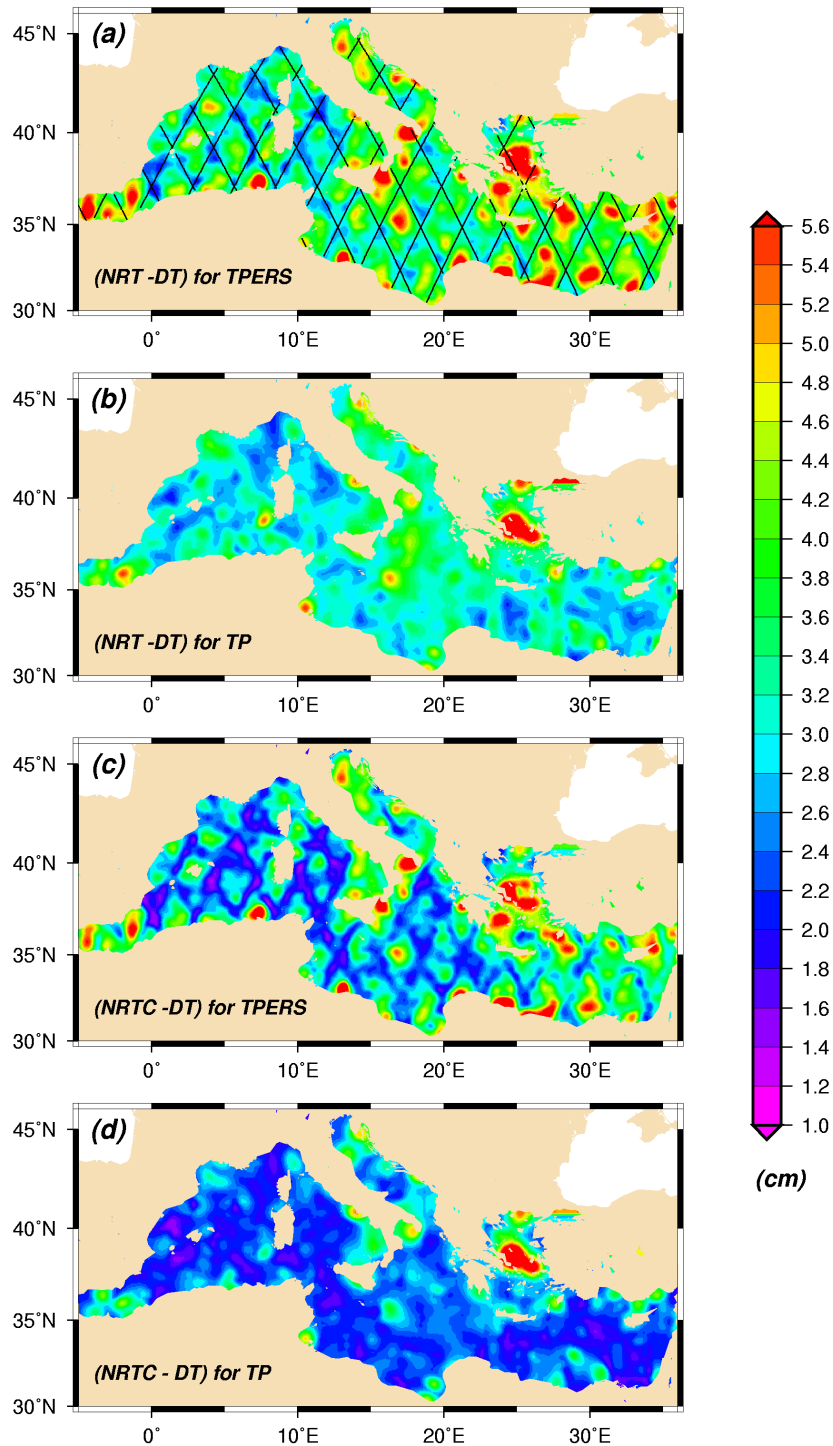 (a)
45°N
40°N
35°N
30°N
(NRT -DT) for TPERS
0°
10°E
20°E
30°E
(b)
45°N
40°N
35°N
30°N
(NRT -DT) for TP
0°
10°E
20°E
30°E
(c)
45°N
40°N
35°N
30°N
(NRTC -DT) for TPERS
0°
10°E
20°E
30°E
(d)
45°N
40°N
35°N
30°N
(NRTC - DT) for TP
0°
10°E
20°E
30°E
5.6
5.4
5.2
5.0
4.8
4.6
4.4
4.2
4.0
3.8
3.6
3.4
3.2
3.0
2.8
2.6
2.4
2.2
2.0
1.8
1.6
1.4
1.2
1.0
(cm)